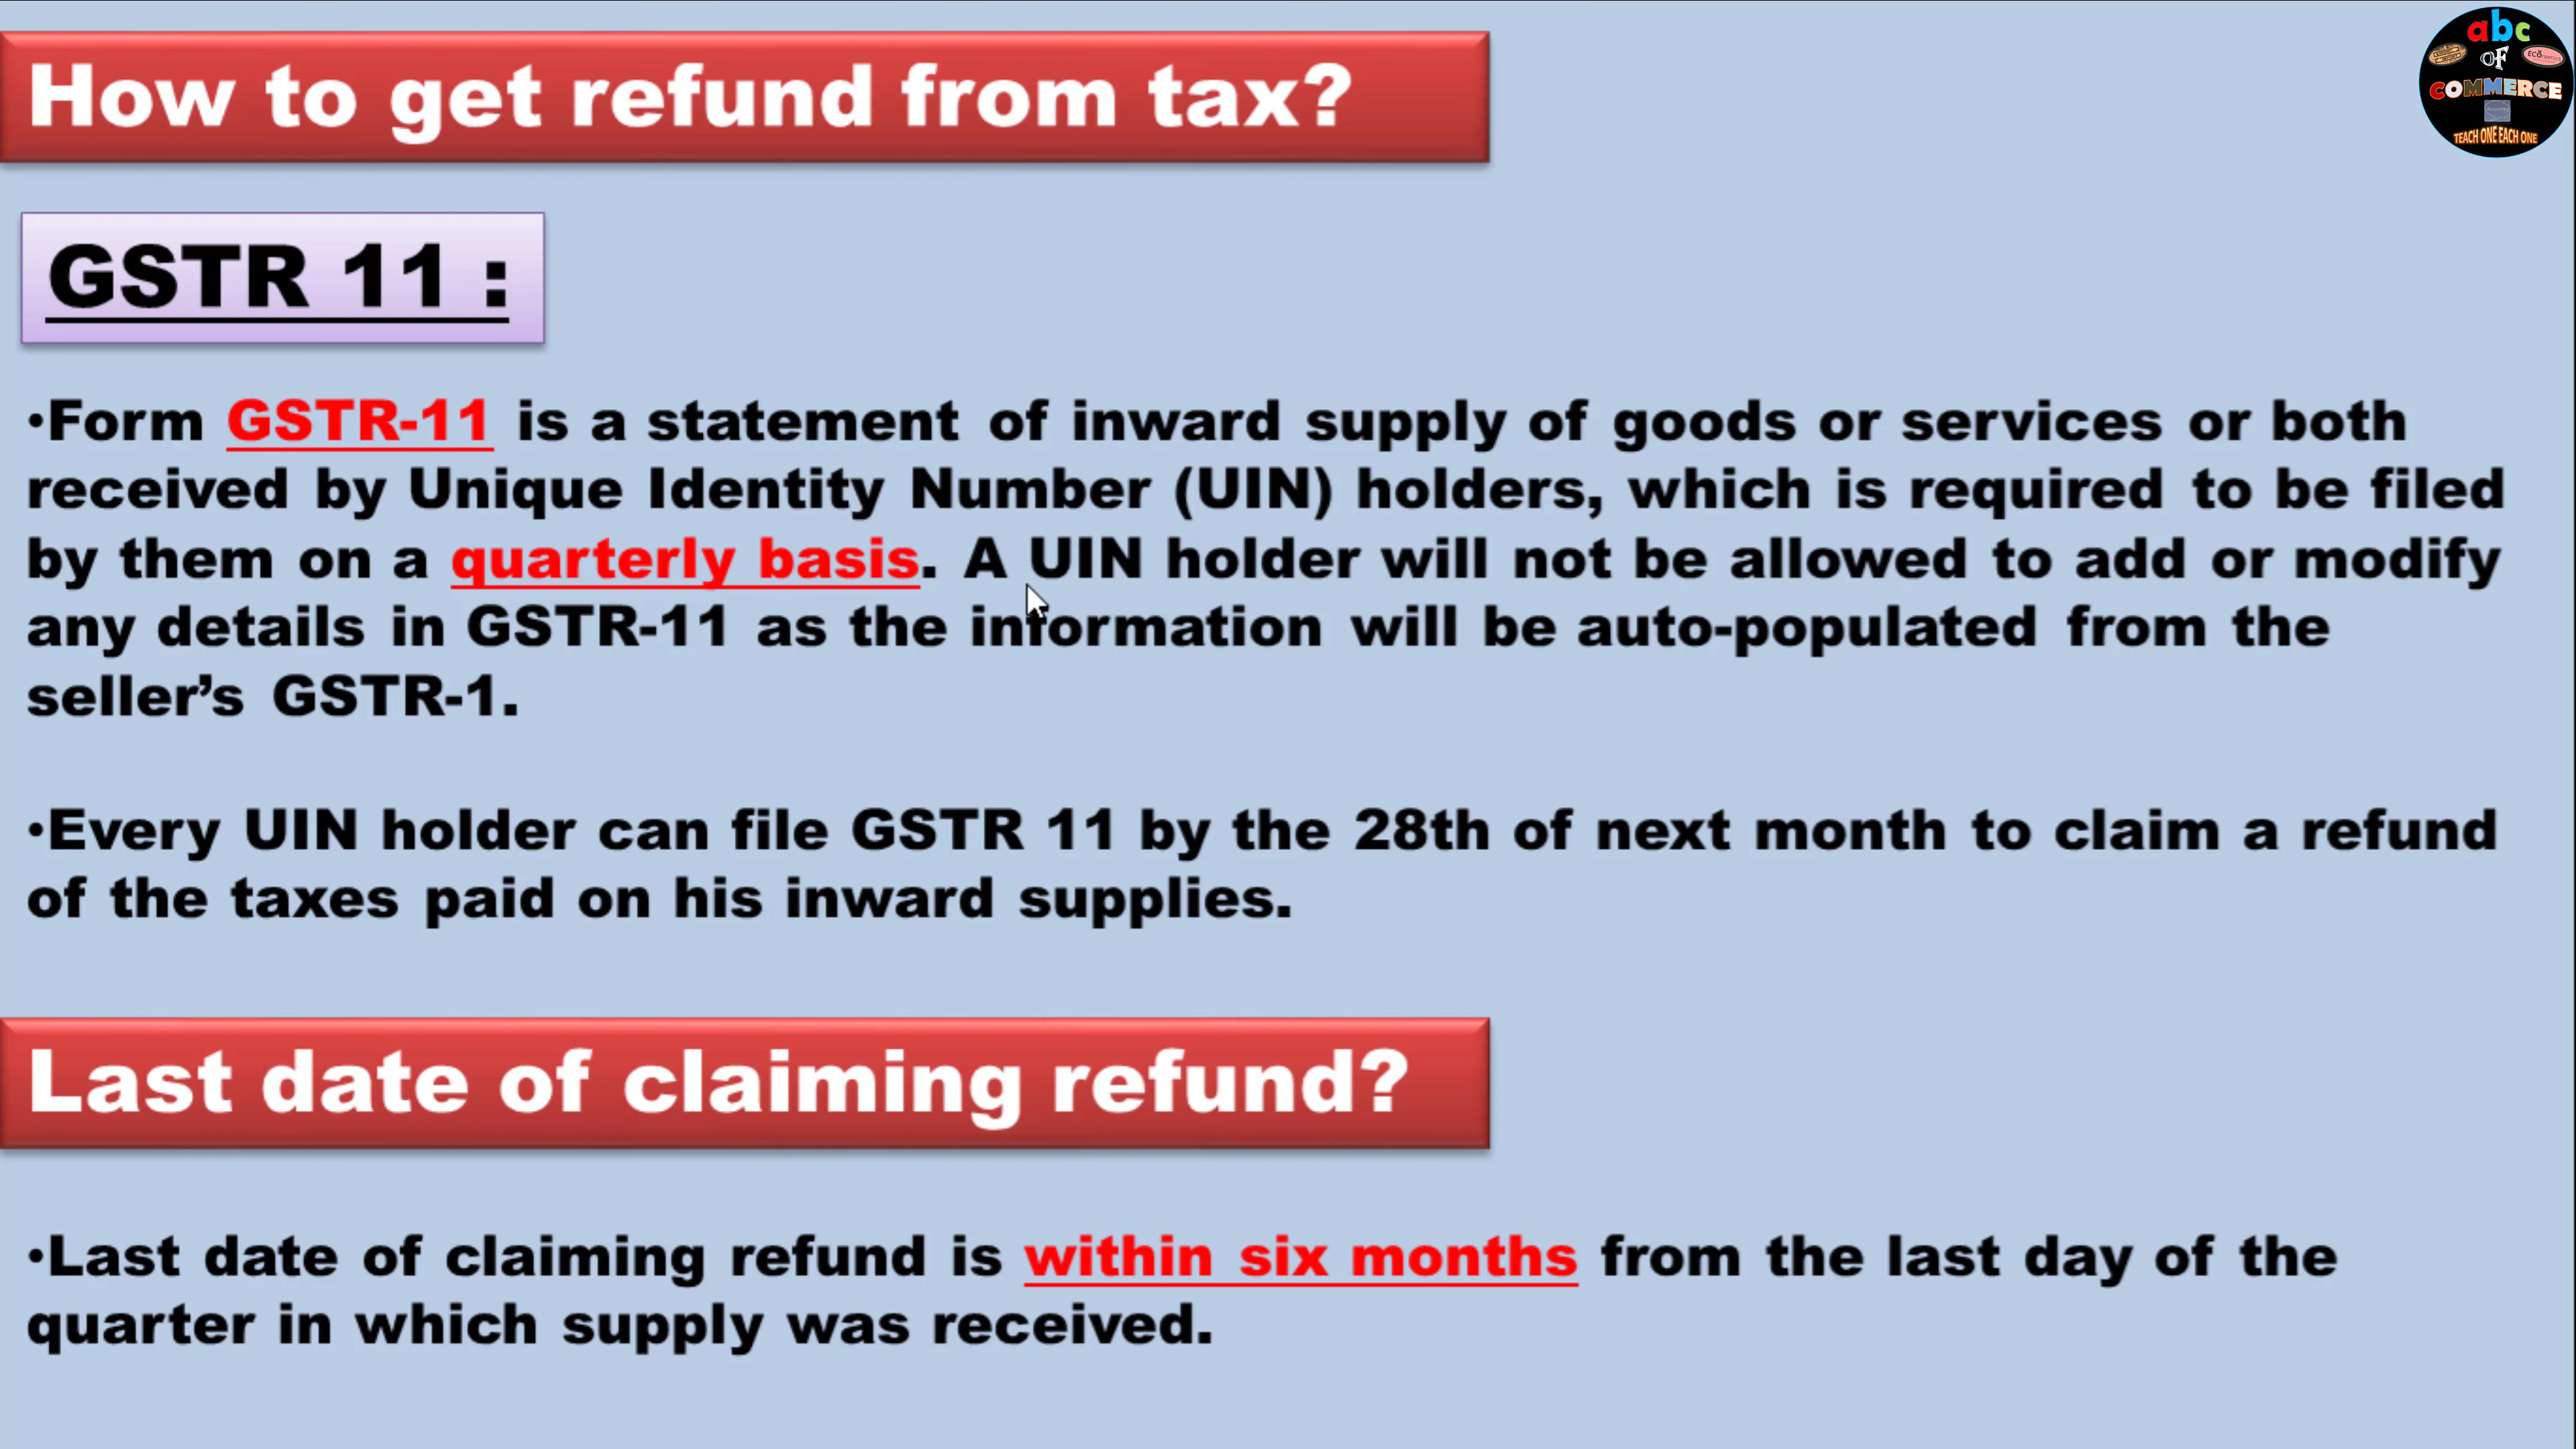 How to get refund from tax?
abc
OF
COMMERCE
TEACH ONE EACH ONE
GSTR 11 :
•Form GSTR-11 is a statement of inward supply of goods or services or both
received by Unique Identity Number (UIN) holders, which is required to be filed
by them on a quarterly basis. A UIN holder will not be allowed to add or modify
any details in GSTR-11 as the information will be auto-populated from the
seller’s GSTR-1.
•Every UIN holder can file GSTR 11 by the 28th of next month to claim a refund
of the taxes paid on his inward supplies.
Last date of claiming refund?
•Last date of claiming refund is within six months from the last day of the
quarter in which supply was received.